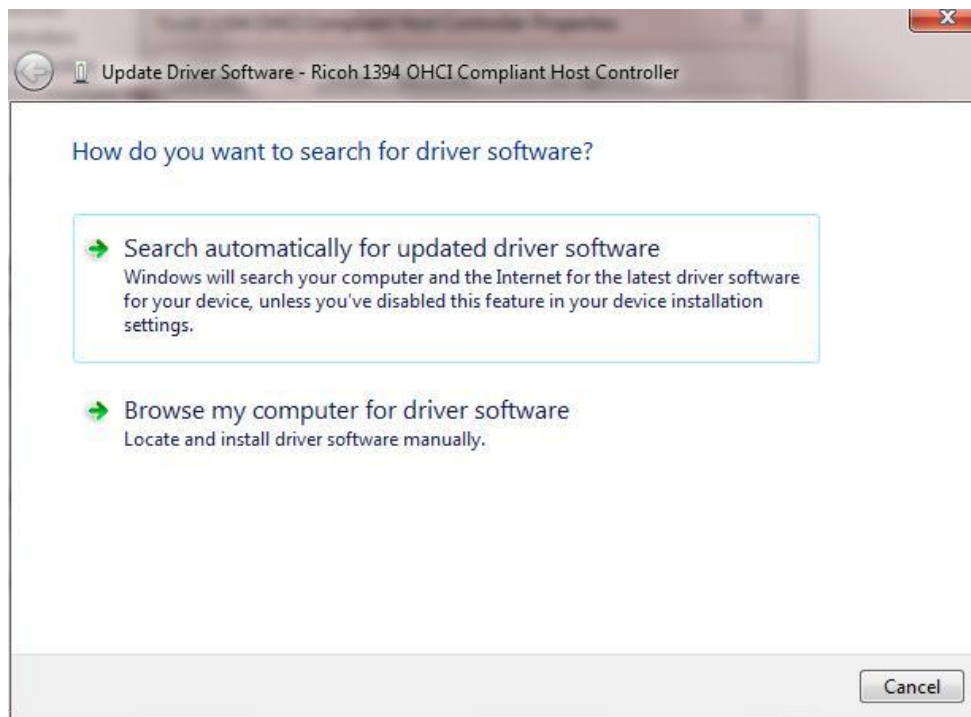 Update Driver Software - Ricoh 1394 OHCI Compliant Host Controller
How do you want to search for driver software?
Search automatically for updated driver software
Windows will search your computer and the Internet for the latest driver software
for your device, unless you've disabled this feature in your device installation
settings.
Browse my computer for driver software
Locate and install driver software manually.
Cancel